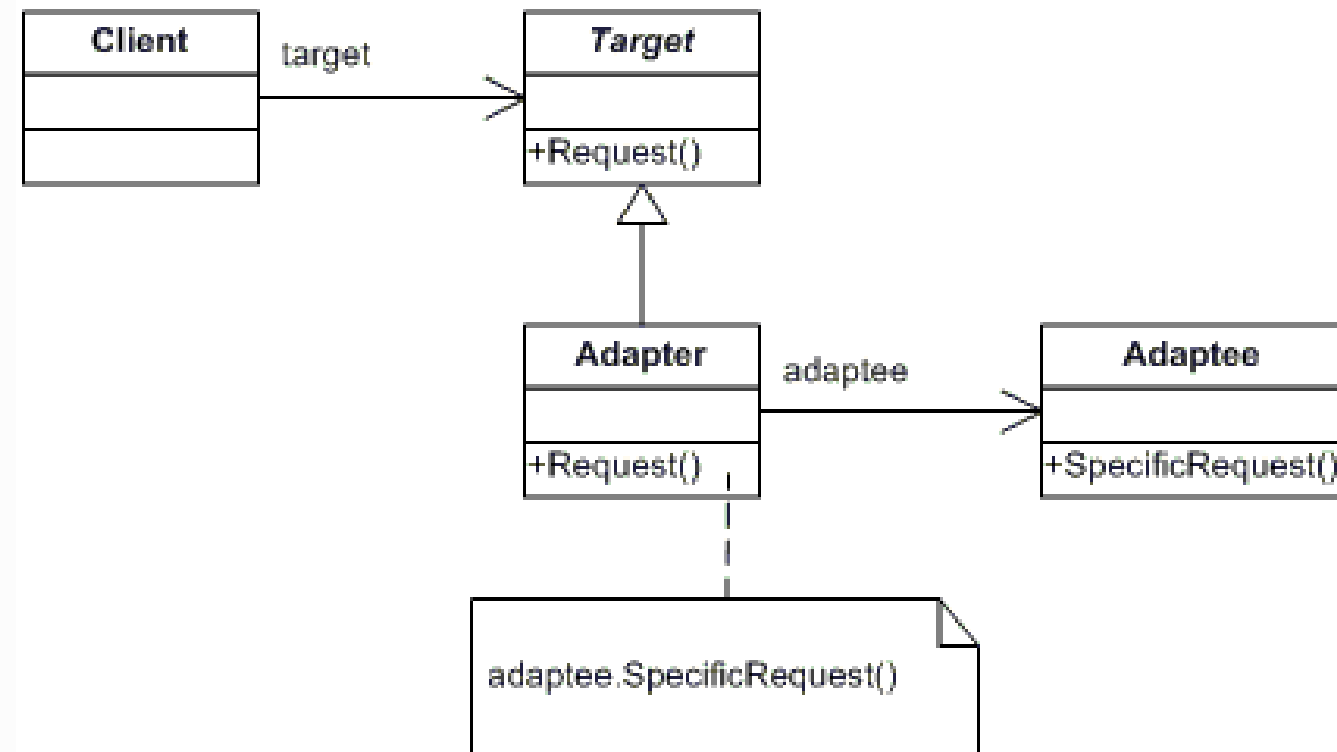 Client
target
Target
+Request()
Adapter
adaptee
Adaptee
+Request()
+SpecificRequest()
adaptee.SpecificRequest()